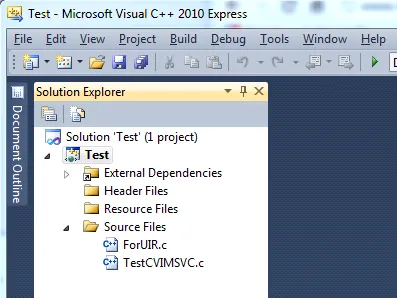 Test - Microsoft Visual C++ 2010 Express
File Edit View Project Build Debug Tools Window Help
Solution Explorer
Document Outline
Solution 'Test' (1 project)
Test
External Dependencies
Header Files
Resource Files
Source Files
ForUIR.c
TestCVIMSVC.c